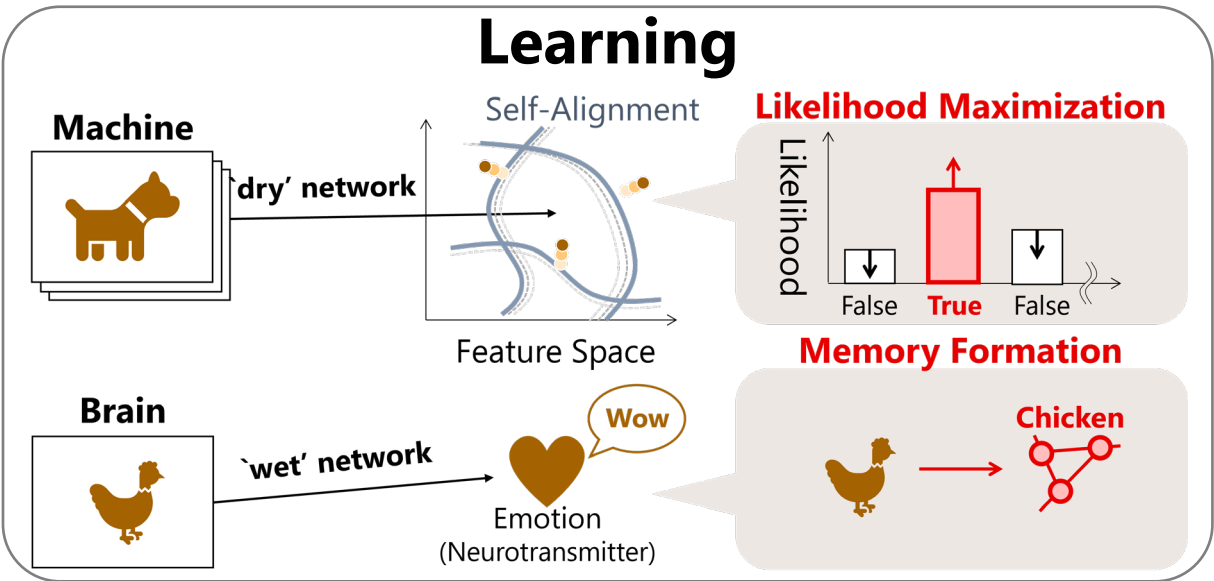 Learning
Machine
`dry’ network
Self-Alignment
Feature Space
Likelihood Maximization
Likelihood
False
True
False
Brain
`wet’ network
Wow
Emotion
(Neurotransmitter)
Memory Formation
Chicken